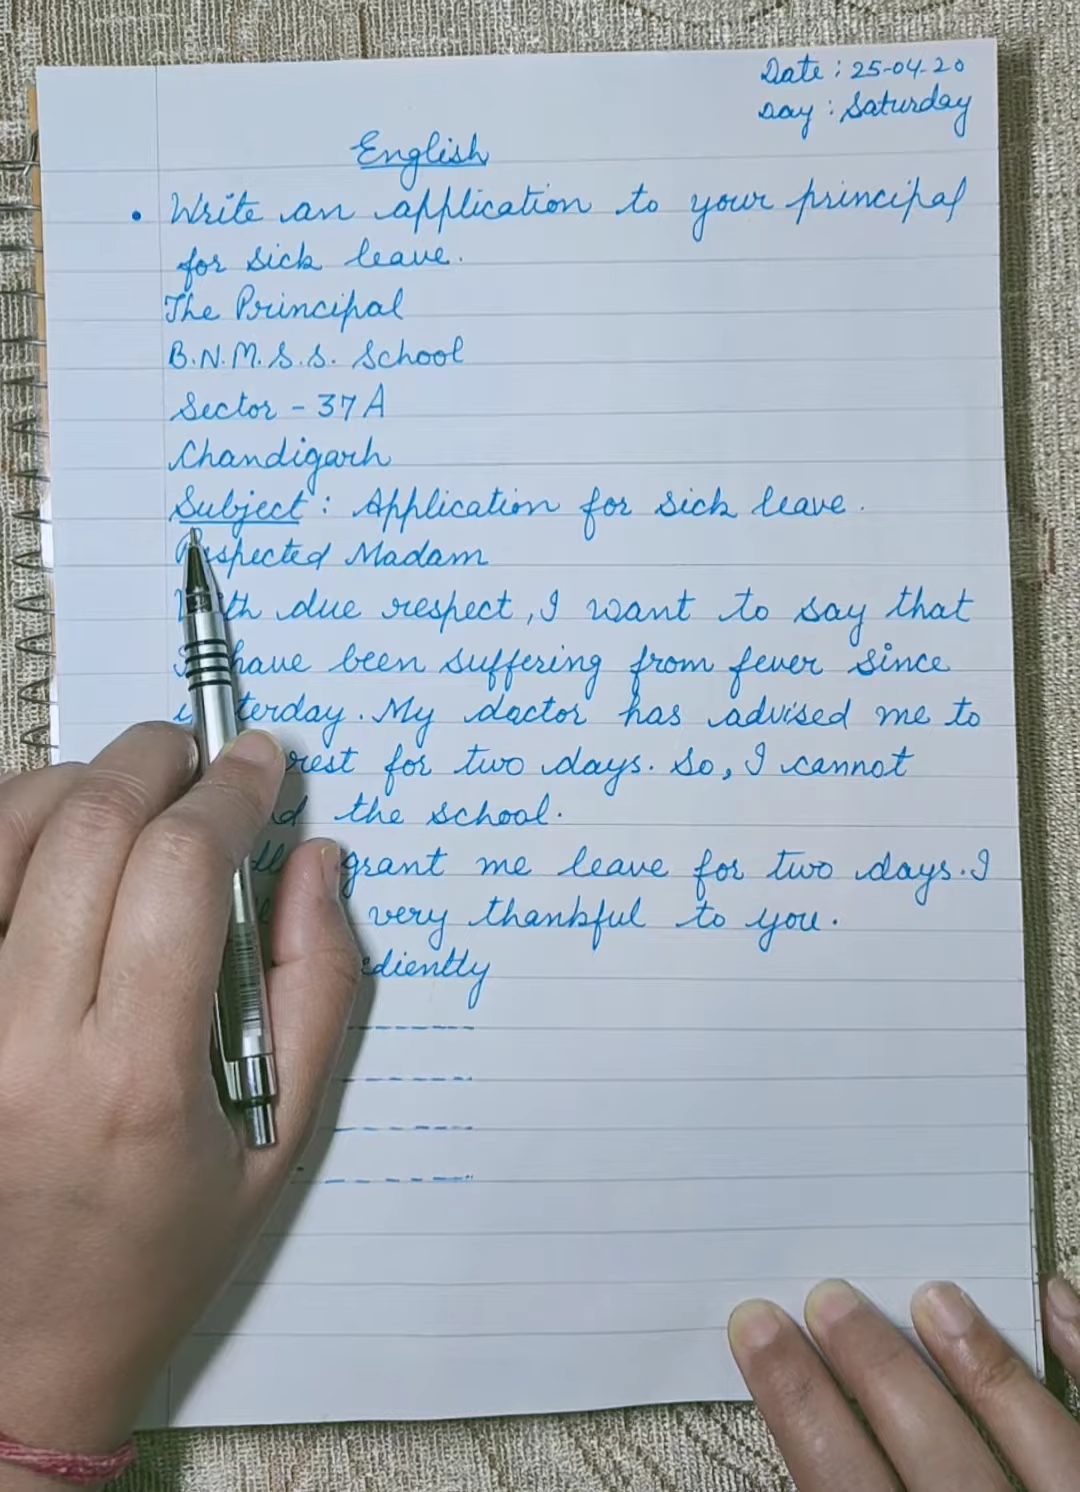 Date : 25-04-20
Day : Saturday
English
• Write an application to your principal
for sick leave.
The Principal
B.N.M.S.S. School
Sector - 37A
Chandigarh
Subject : Application for sick leave.
Respected Madam
With due respect, I want to say that
I have been suffering from fever since
yesterday. My doctor has advised me to
rest for two days. So, I cannot
the school.
grant me leave for two days. I
very thankful to you.